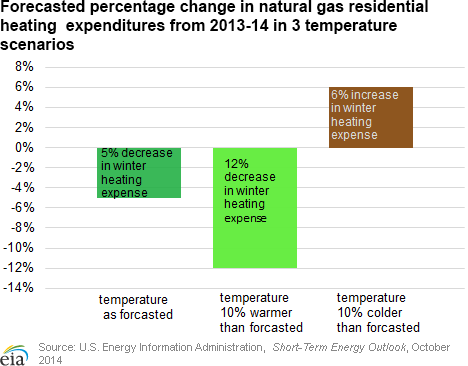 Forecasted percentage change in natural gas residential
heating expenditures from 2013-14 in 3 temperature
scenarios
8%
6%
4%
2%
0%
-2%
-4%
-6%
-8%
-10%
-12%
-14%
5% decrease
in winter
heating
expense
12%
decrease
in winter
heating
expense
6% increase
in winter
heating
expense
temperature
as forcasted
temperature
10% warmer
than forcasted
temperature
10% colder
than forcasted
eia
Source: U.S. Energy Information Administration, Short-Term Energy Outlook, October
2014